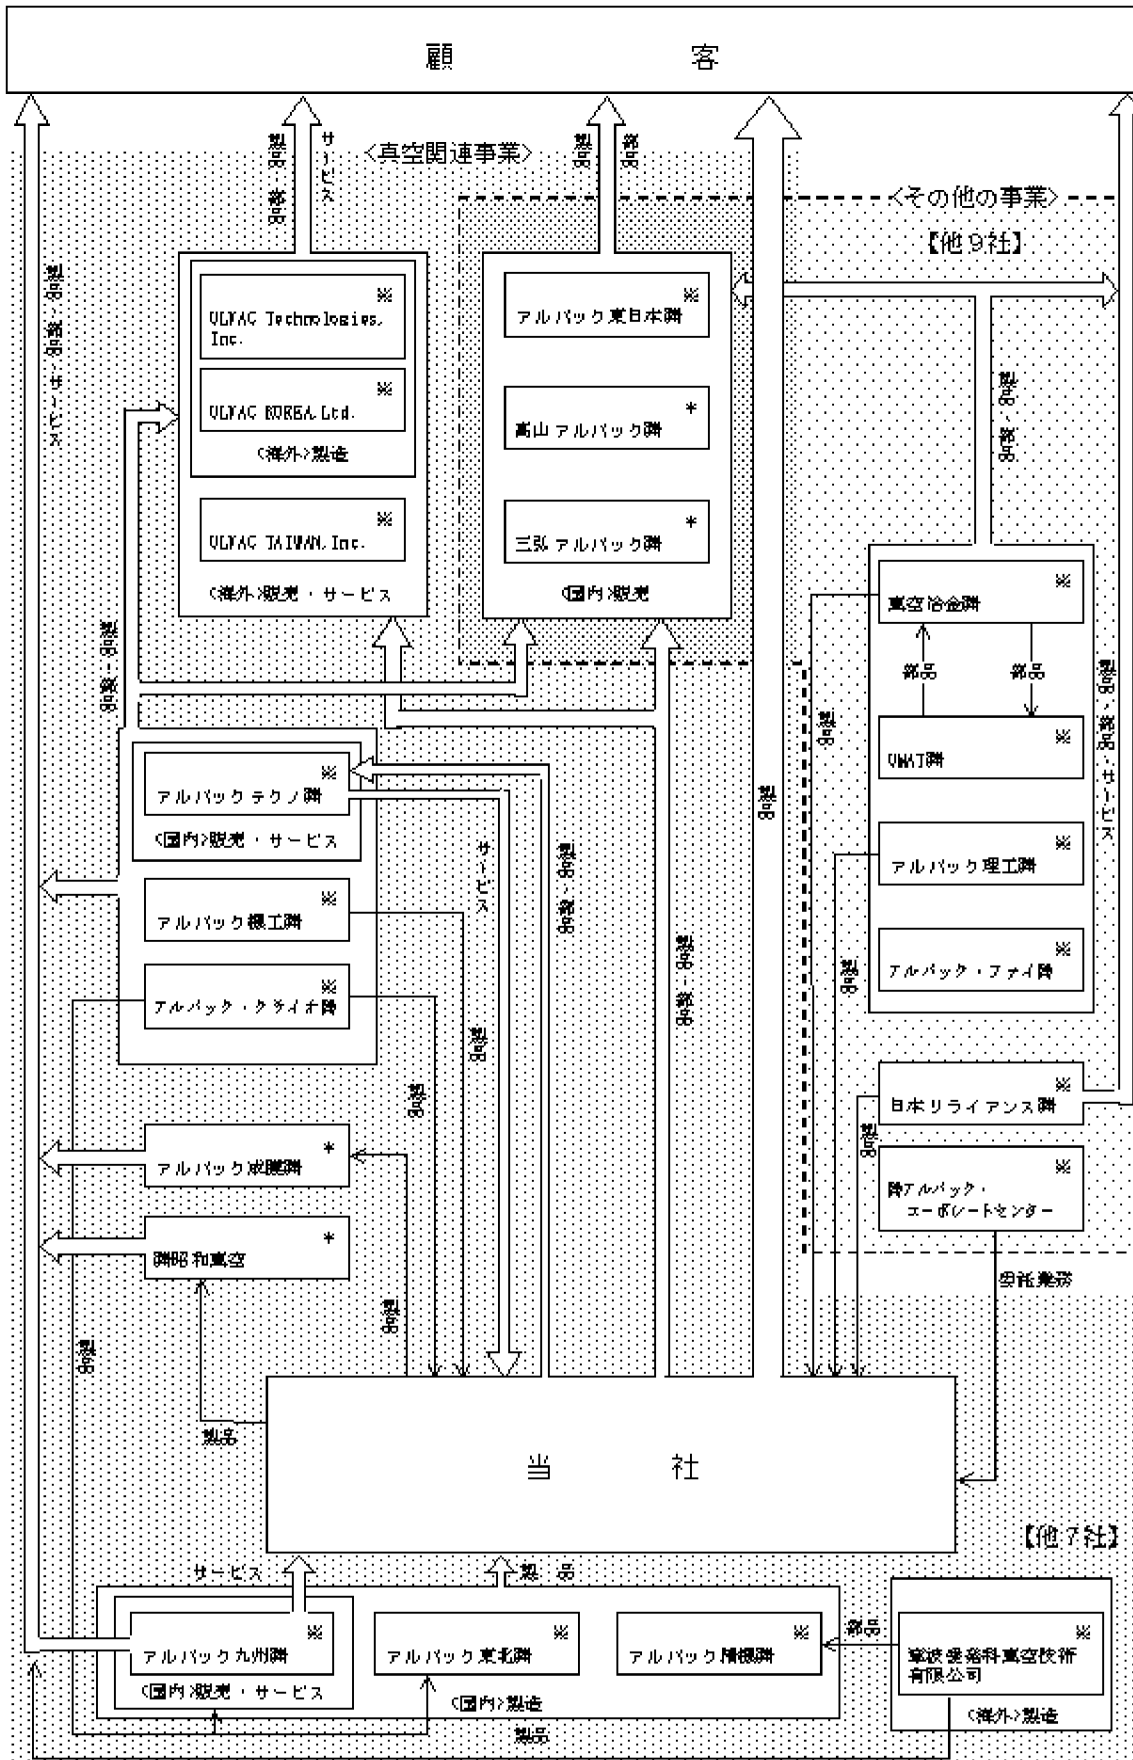 顧客
<真空関連事業>
製品・部品
サービス
製品
部品
<その他の事業>
【他9社】
製品・部品・サービス
※
ULVAC Technologies,
Inc.
※
ULVAC KOREA,Ltd.
<海外>製造
※
ULVAC TAIWAN,Inc.
<海外>販売・サービス
※
アルバック東日本㈱
*
高山アルバック㈱
*
三弘アルバック㈱
<国内>販売
製品・部品
※
真空冶金㈱
部品
部品
※
UMAT㈱
※
アルバック理工㈱
※
アルバック・ファイ㈱
製品・部品・サービス
製品
製品
製品・部品
※
アルバックテクノ㈱
<国内>販売・サービス
※
アルバック機工㈱
※
アルバック・クライオ㈱
サービス
製品・部品
製品・部品
製品
製品
製品
※
日本リライアンス㈱
製品
※
㈱アルバック・
コーポレートセンター
委託業務
*
アルバック成膜㈱
*
㈱昭和真空
製品
製品
製品
当社
【他7社】
サービス
製品
※
アルバック九州㈱
<国内>販売・サービス
※
アルバック東北㈱
※
アルバック精機㈱
<国内>製造
部品
※
寧波愛発科真空技術
有限公司
<海外>製造
製品